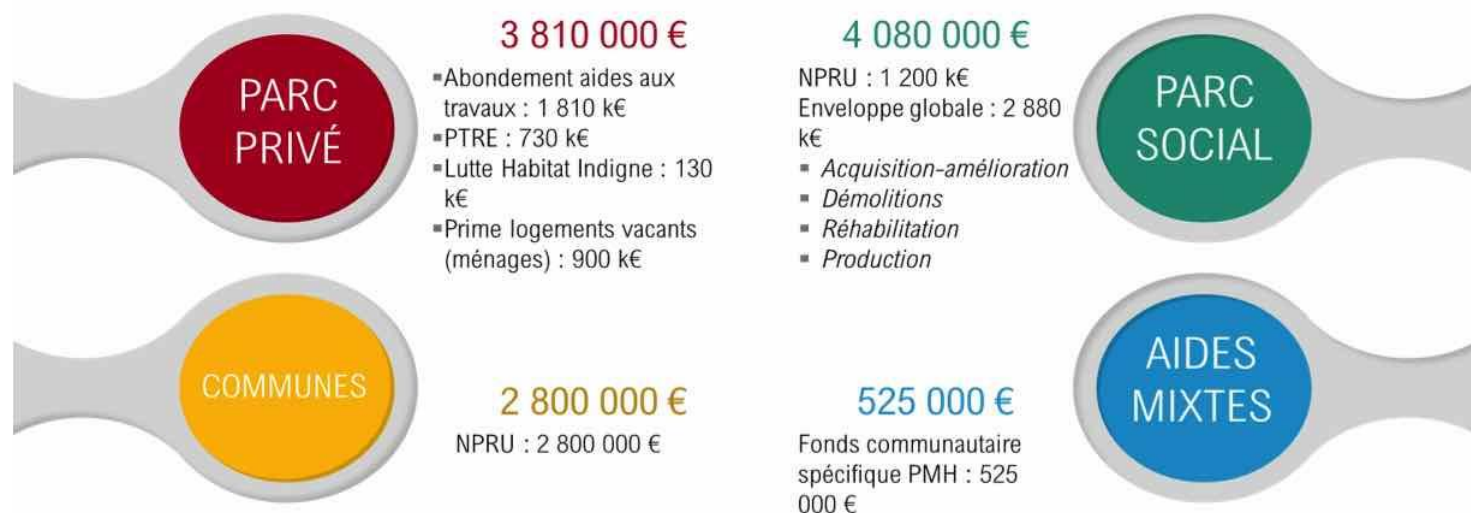 PARC
PRIVÉ
3 810 000 €
▪Abondement aides aux
travaux : 1 810 k€
▪PTRE : 730 k€
▪Lutte Habitat Indigne : 130
k€
▪Prime logements vacants
(ménages) : 900 k€
4 080 000 €
NPRU : 1 200 k€
Enveloppe globale : 2 880
k€
▪ Acquisition-amélioration
▪ Démolitions
▪ Réhabilitation
▪ Production
PARC
SOCIAL
COMMUNES
2 800 000 €
NPRU : 2 800 000 €
525 000 €
Fonds communautaire
spécifique PMH : 525
000 €
AIDES
MIXTES